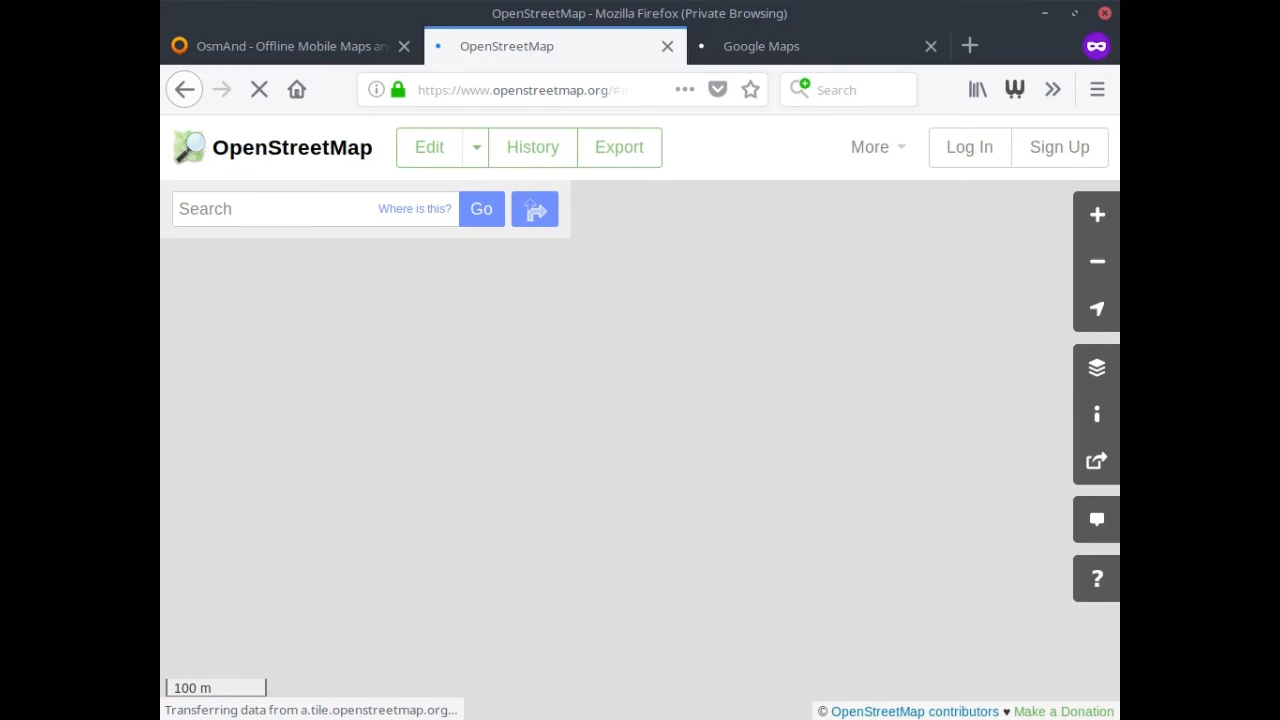 OpenStreetMap - Mozilla Firefox (Private Browsing)
OsmAnd - Offline Mobile Maps an
OpenStreetMap
Google Maps
https://www.openstreetmap.org/#m
Search
OpenStreetMap
Edit
History
Export
More
Log In
Sign Up
Search
Where is this?
Go
100 m
Transferring data from a.tile.openstreetmap.org...
© OpenStreetMap contributors ♥ Make a Donation